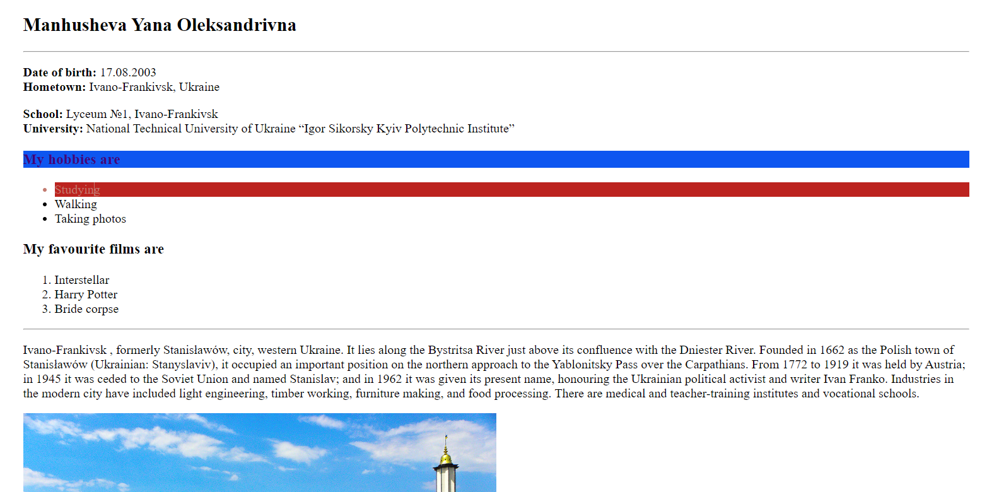 Manhusheva Yana Oleksandrivna
Date of birth: 17.08.2003
Hometown: Ivano-Frankivsk, Ukraine
School: Lyceum №1, Ivano-Frankivsk
University: National Technical University of Ukraine “Igor Sikorsky Kyiv Polytechnic Institute”
My hobbies are
• Studying
• Walking
• Taking photos
My favourite films are
1. Interstellar
2. Harry Potter
3. Bride corpse
Ivano-Frankivsk , formerly Stanisławów, city, western Ukraine. It lies along the Bystritsa River just above its confluence with the Dniester River. Founded in 1662 as the Polish town of
Stanisławów (Ukrainian: Stanyslaviv), it occupied an important position on the northern approach to the Yablonitsky Pass over the Carpathians. From 1772 to 1919 it was held by Austria;
in 1945 it was ceded to the Soviet Union and named Stanislav; and in 1962 it was given its present name, honouring the Ukrainian political activist and writer Ivan Franko. Industries in
the modern city have included light engineering, timber working, furniture making, and food processing. There are medical and teacher-training institutes and vocational schools.